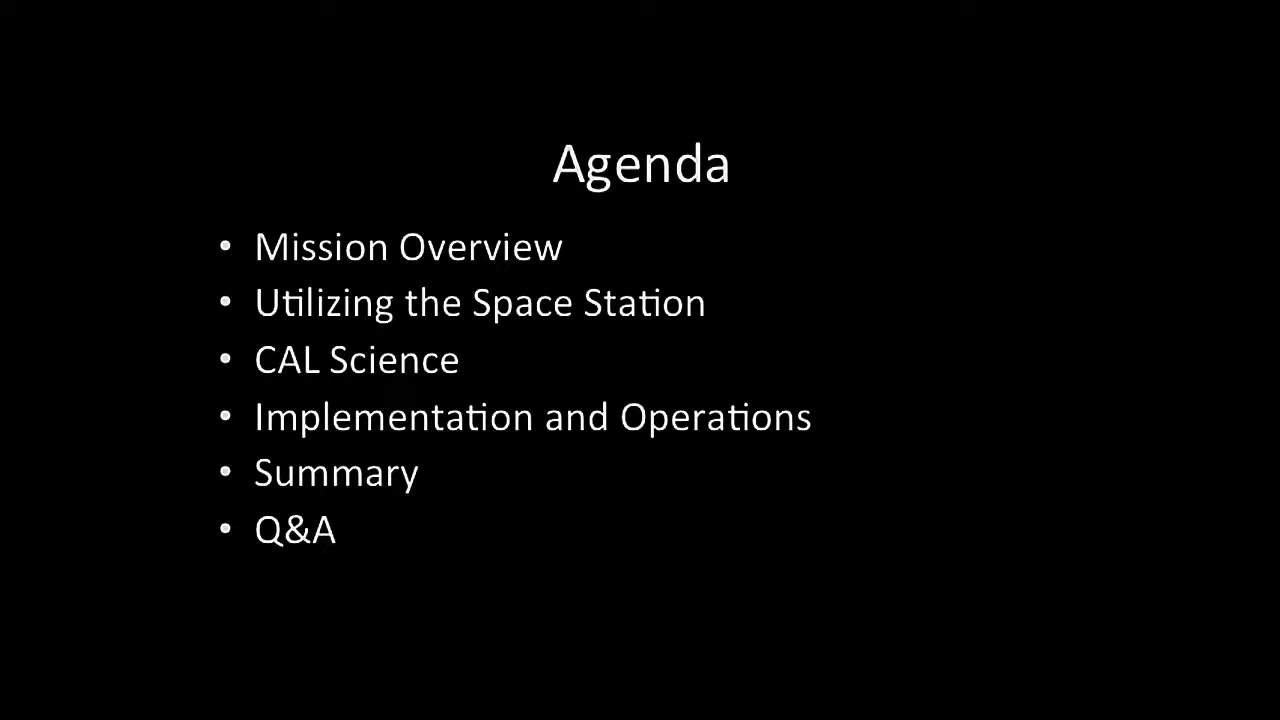 Agenda
• Mission Overview
• Utilizing the Space Station
• CAL Science
• Implementation and Operations
• Summary
• Q&A